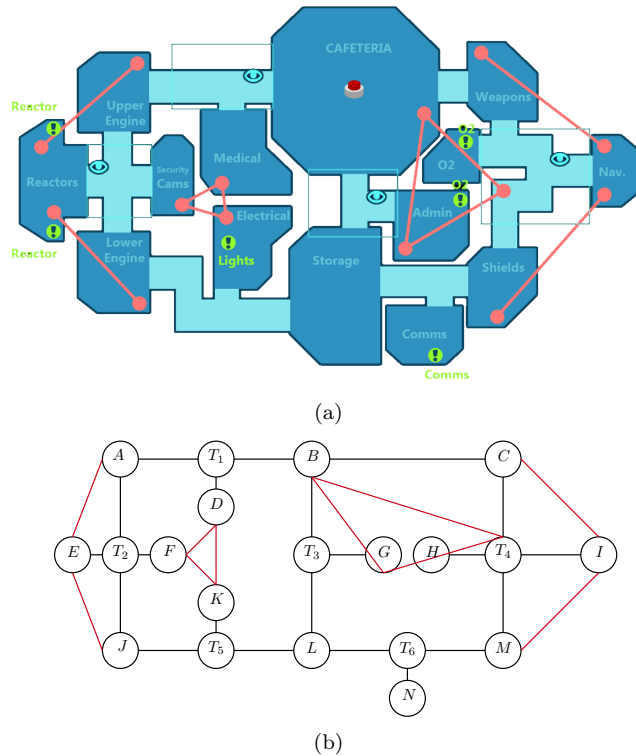 CAFETERIA
Upper
Engine
Weapons
Reactor
O2
Medical
Security
Cams
O2
Reactors
Nav.
O2
Admin
Electrical
Reactor
Lower
Engine
Lights
Storage
Shields
Comms
Comms
(a)
A T1 B C
D
E T2 F T3 G H T4 I
K
J T5 L T6 M
N
(b)